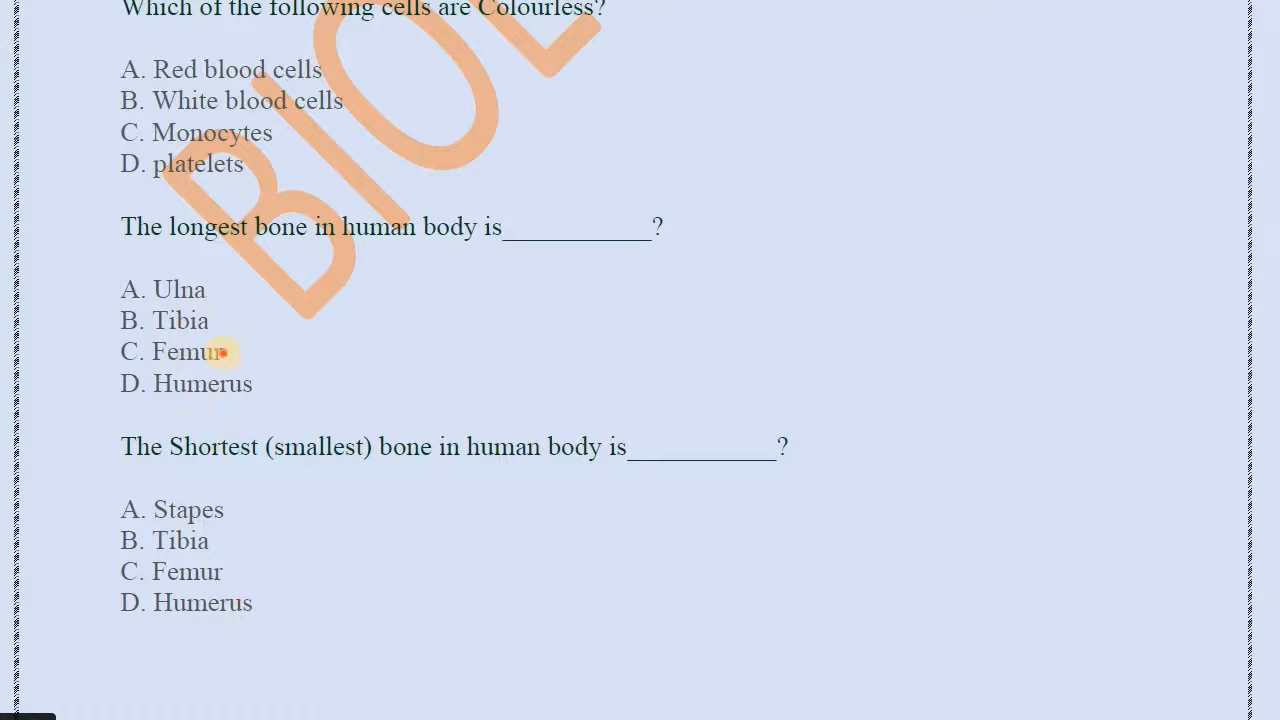 Which of the following cells are Colourless?
A. Red blood cells
B. White blood cells
C. Monocytes
D. platelets
The longest bone in human body is___________?
A. Ulna
B. Tibia
C. Femur
D. Humerus
The Shortest (smallest) bone in human body is___________?
A. Stapes
B. Tibia
C. Femur
D. Humerus